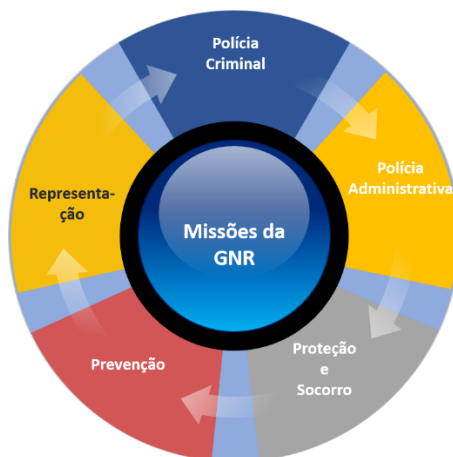 Polícia
Criminal
Polícia
Administrativa
Proteção
e
Socorro
Prevenção
Representa-
ção
Missões da
GNR